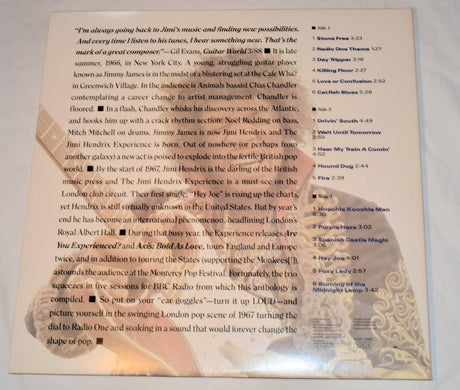 "I'm always going back to Jimi's music and finding new possibilities.
And every time I listen to his tunes, I hear something new. That's the
mark of a great composer."—Gil Evans, Guitar World 3/88 ■ It is late
summer, 1966, in New York City. A young, struggling guitar player
known as Jimmy James is in the midst of a blistering set at the Cafe Wha?
in Greenwich Village. In the audience is Animals bassist Chas Chandler
contemplating a career change to artist management. Chandler is
floored. ■ In a flash, Chandler whisks his discovery across the Atlantic,
and hooks him up with a crack rhythm section: Noel Redding on bass,
Mitch Mitchell on drums. Jimmy James is now Jimi Hendrix and The
Jimi Hendrix Experience is born. Out of nowhere (or perhaps from
another galaxy) a new act is poised to explode into the fertile British pop
world. ■ By the start of 1967, Jimi Hendrix is the darling of the British
music press and The Jimi Hendrix Experience is a must-see on the
London club circuit. Their first single, "Hey Joe" is rising up the charts,
yet Hendrix is still virtually unknown in the United States. But by year's
end he has become an international phenomenon, headlining London's
Royal Albert Hall. ■ During that busy year, the Experience releases Are
You Experienced? and Axis: Bold As Love, tours England and Europe
twice, and in addition to touring the States (supporting the Monkees[!]),
astounds the audience at the Monterey Pop Festival. Fortunately, the trio
squeezes in five sessions for BBC Radio from which this anthology is
compiled. ■ So put on your "ear goggles"—turn it up LOUD—and
picture yourself in the swinging London pop scene of 1967 turning the
dial to Radio One and soaking in a sound that would forever change the
shape of pop. ■
■ Side 1
1 Stone Free 3:25
2 Radio One Theme 1:27
3 Day Tripper 3:16
4 Killing Floor 2:27
5 Love or Confusion 2:52
6 Catfish Blues 5:28
■ Side 2
1 Drivin' South 4:49
2 Wait Until Tomorrow 2:55
3 Hear My Train A Comin' 4:52
4 Hound Dog 2:44
5 Fire 2:39
■ Side 3
1 Hoochie Koochie Man
2 Purple Haze
3 Spanish Castle Magic
4 Hey Joe
5 Foxy Lady 2:57
6 Burning of the
Midnight Lamp 3:42